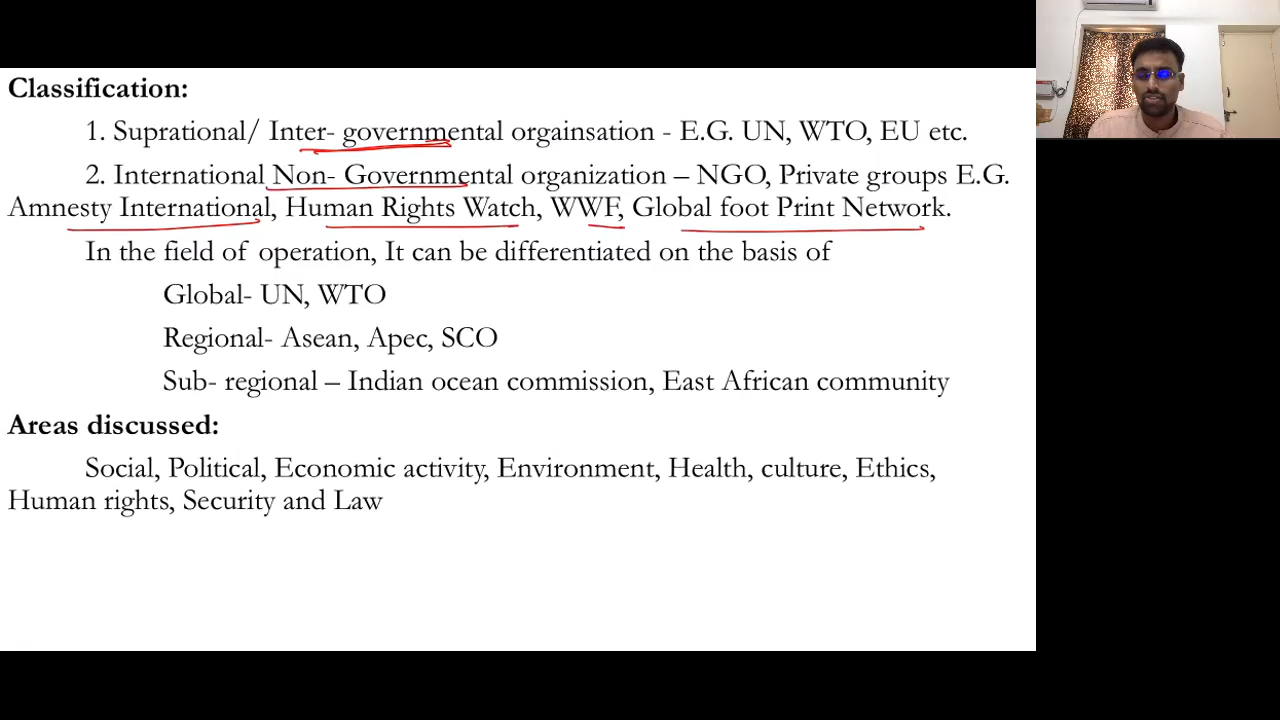 Classification:
1. Suprational/ Inter- governmental orgainsation - E.G. UN, WTO, EU etc.
2. International Non- Governmental organization – NGO, Private groups E.G.
Amnesty International, Human Rights Watch, WWF, Global foot Print Network.
In the field of operation, It can be differentiated on the basis of
Global- UN, WTO
Regional- Asean, Apec, SCO
Sub- regional – Indian ocean commission, East African community
Areas discussed:
Social, Political, Economic activity, Environment, Health, culture, Ethics,
Human rights, Security and Law